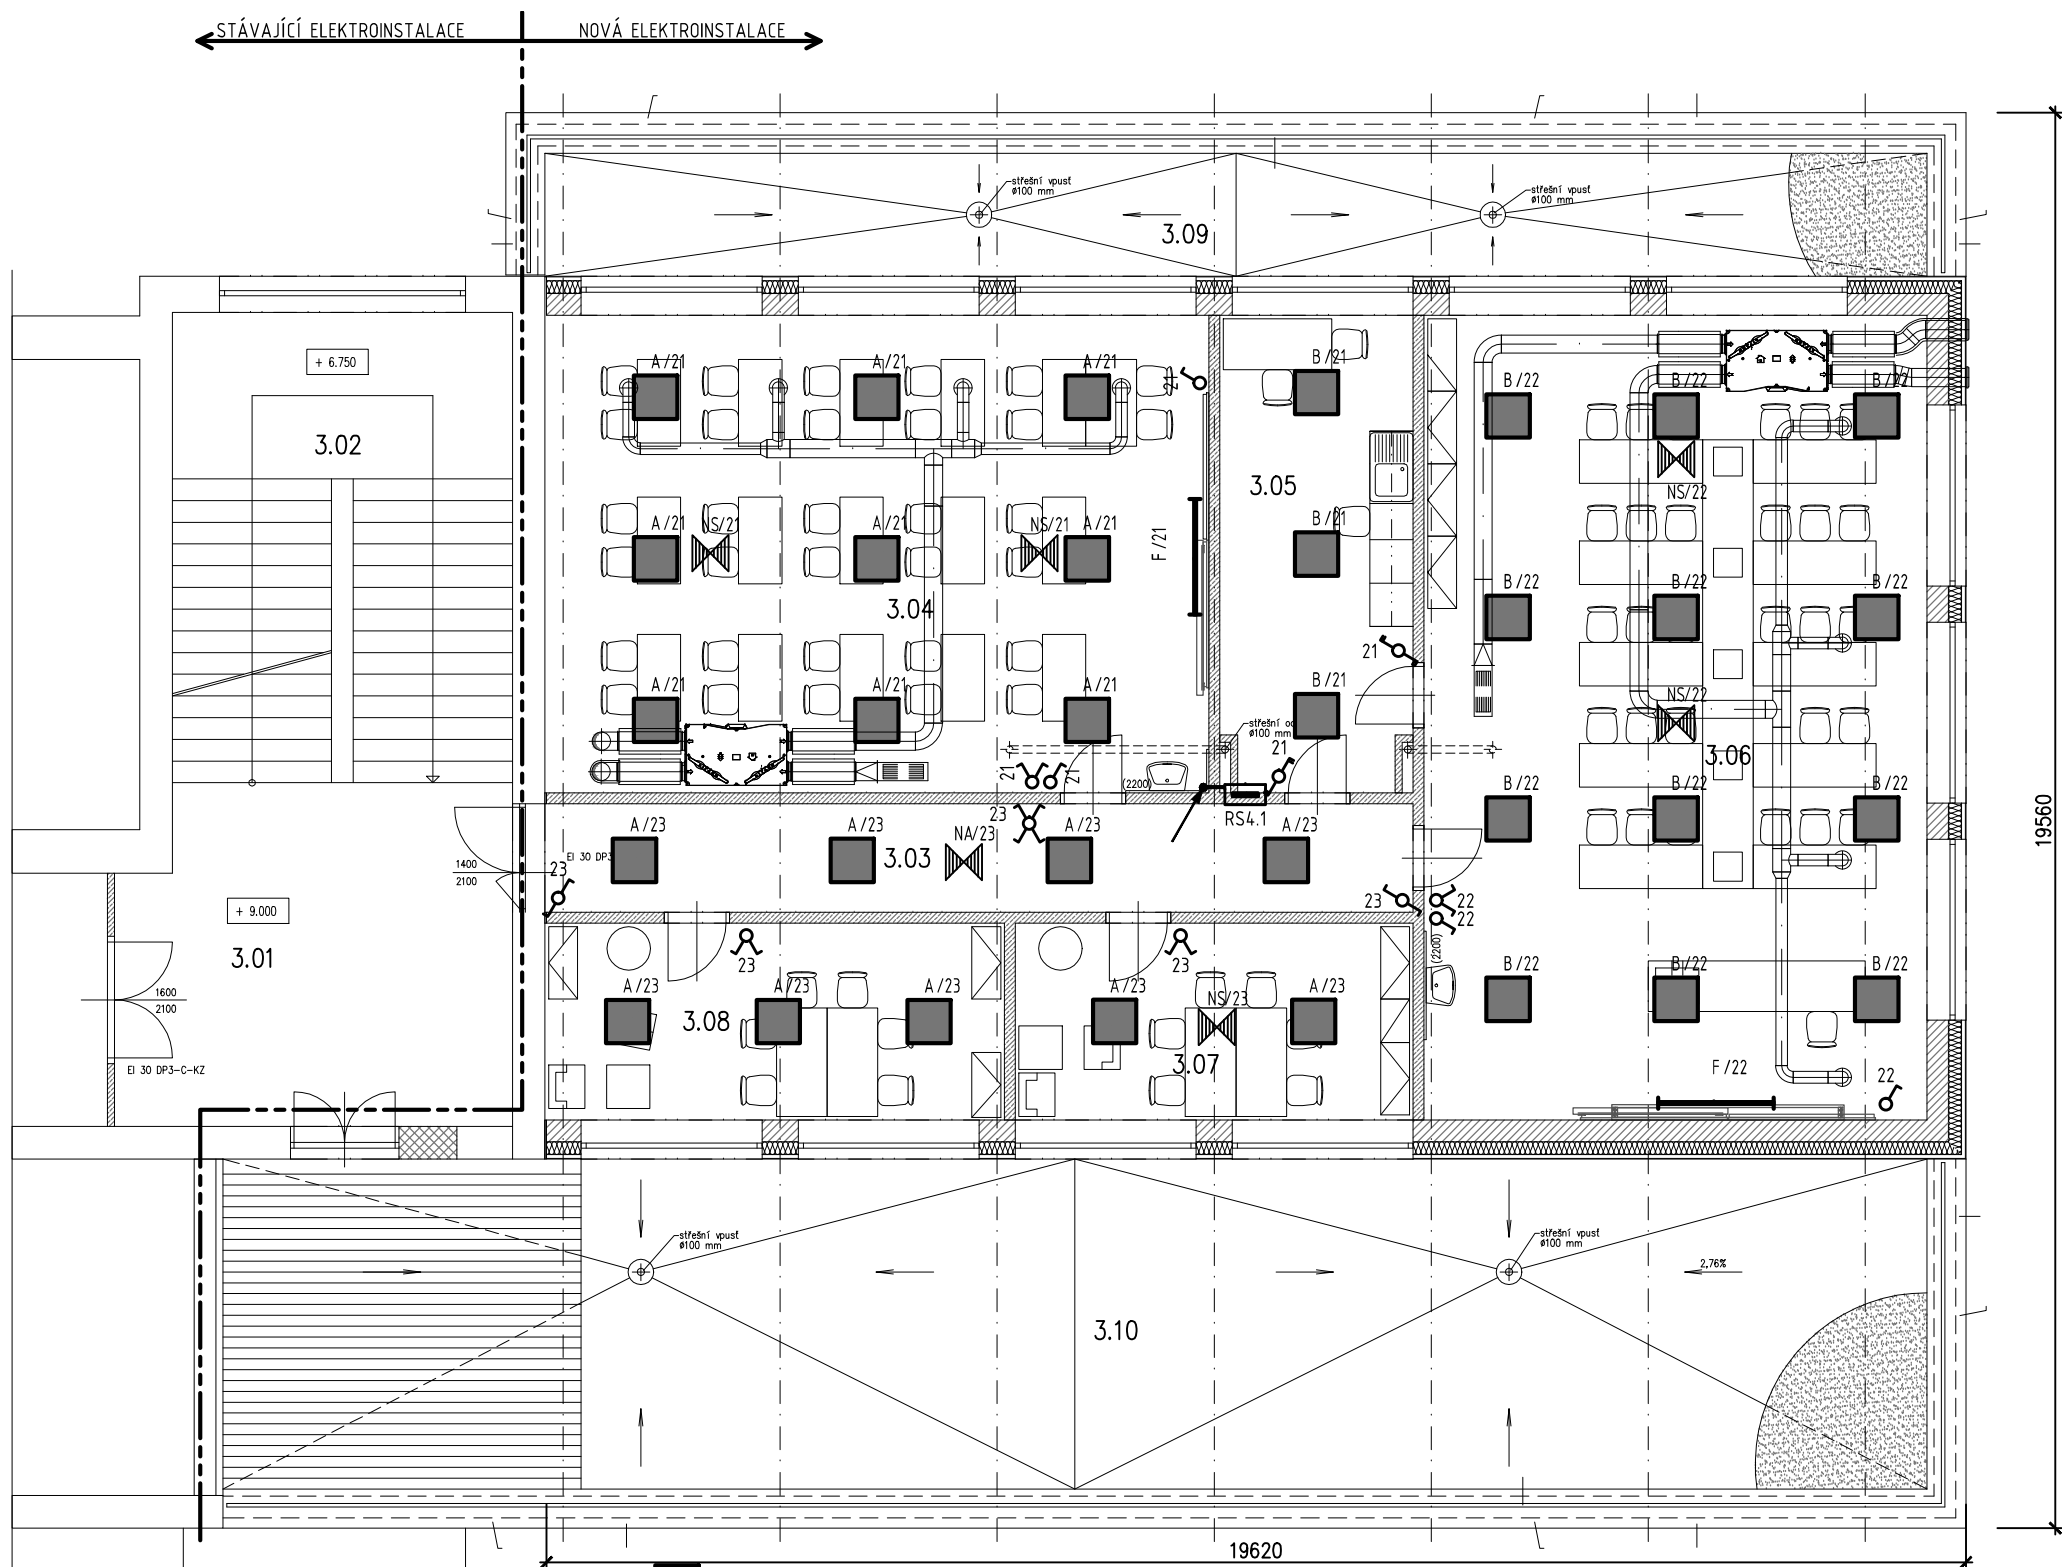 STÁVAJÍCÍ ELEKTROINSTALACE
NOVÁ ELEKTROINSTALACE
střešní vpusť
ø100 mm
střešní vpusť
ø100 mm
3.09
19560
+ 6.750
3.02
A/21
A/21
A/21
21
B/21
B/22
B/22
B/22
3.05
NS/22
A/21
NS/21
A/21
NS/21
A/21
F/21
B/21
3.04
B/22
B/22
B/22
21
A/21
A/21
A/21
B/21
NS/22
střešní
ø100 mm
3.06
21
21
(2200)
21
RS4.1
B/22
B/22
B/22
23
A/23
A/23
NA/23
A/23
A/23
3.03
EI 30 DP3
1400
2100
23
23
22
22
+ 9.000
(2200)
3.01
23
23
1600
2100
A/23
A/23
A/23
A/23
NS/23
A/23
B/22
B/22
B/22
3.08
3.07
EI 30 DP3-C-KZ
F/22
22
střešní vpusť
ø100 mm
střešní vpusť
ø100 mm
2,76%
3.10
19620